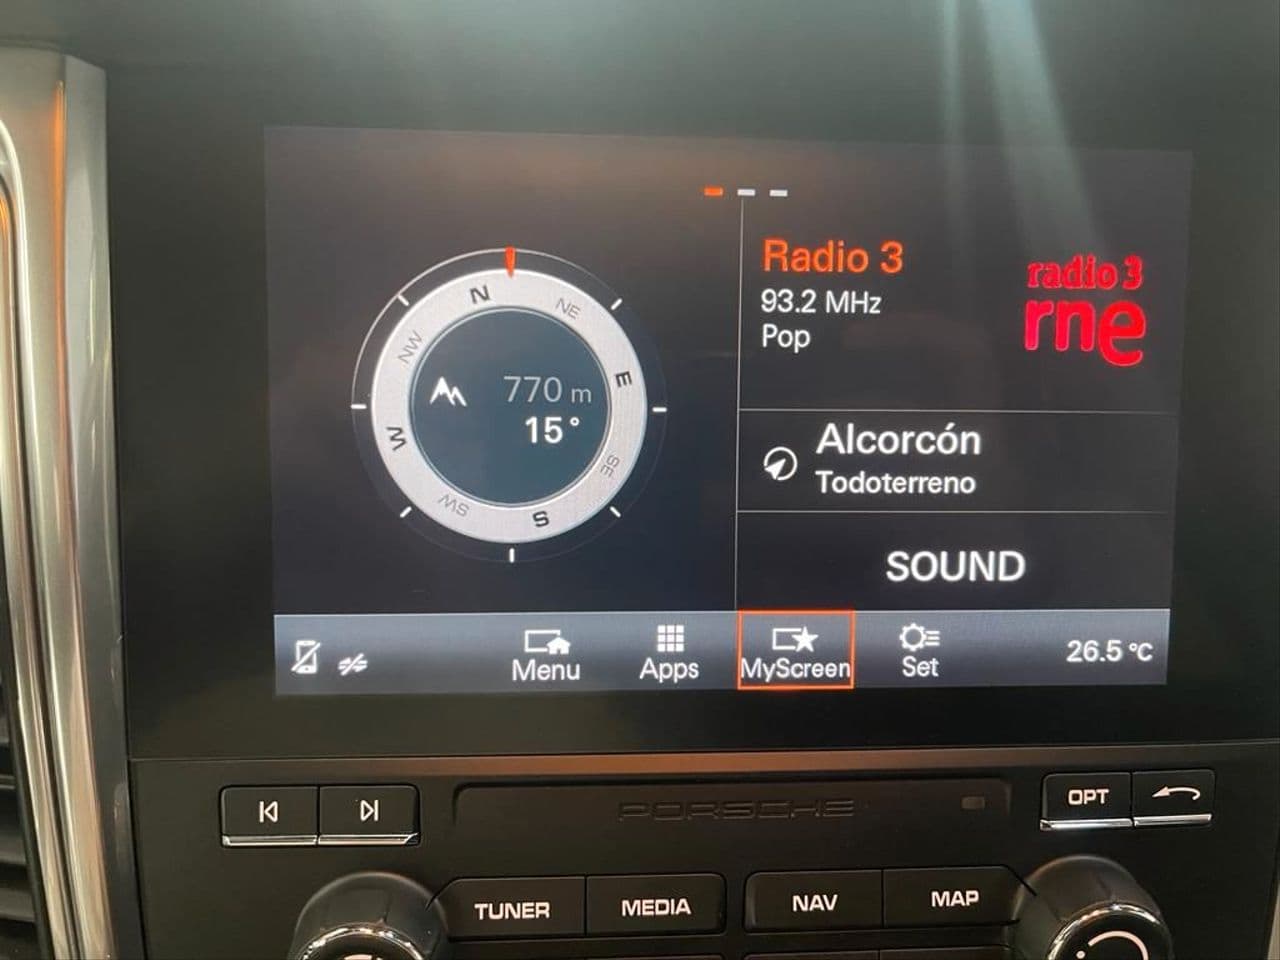 N
NE
E
SE
S
SW
W
NW
770 m
15°
Radio 3
93.2 MHz
Pop
radio 3
rne
Alcorcón
Todoterreno
SOUND
Menu
Apps
MyScreen
Set
26.5 °C
PORSCHE
OPT
TUNER
MEDIA
NAV
MAP